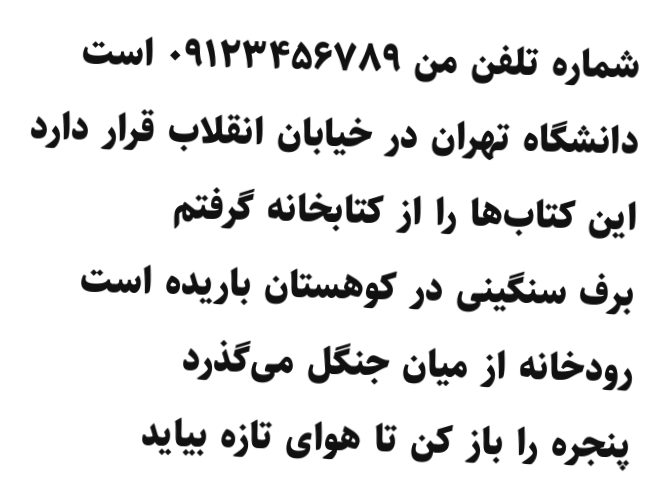 شماره تلفن من ۰۹۱۲۳۴۵۶۷۸۹ است
دانشگاه تهران در خیابان انقلاب قرار دارد
این کتاب‌ها را از کتابخانه گرفتم
برف سنگینی در کوهستان باریده است
رودخانه از میان جنگل می‌گذرد
پنجره را باز کن تا هوای تازه بیاید